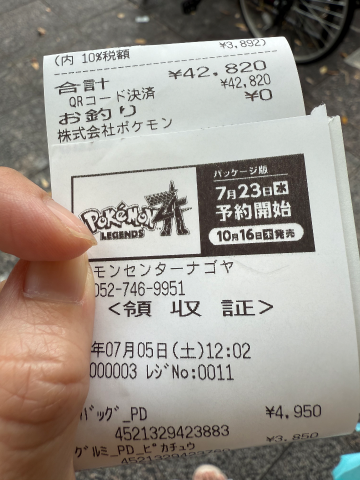 (内 10%税額 ¥3,892)
合計 ¥42,820
QRコード決済 ¥42,820
お釣り ¥0
株式会社ポケモン
POKÉMON
LEGENDS ZA
パッケージ版
7月23日水
予約開始
10月16日木発売
モンセンターナゴヤ
052-746-9951
<領 収 証>
年07月05日(土)12:02
000003 レジNo:0011
バッグ_PD ¥4,950
4521329423883
グルミ_PD_ピカチュウ ¥3,850